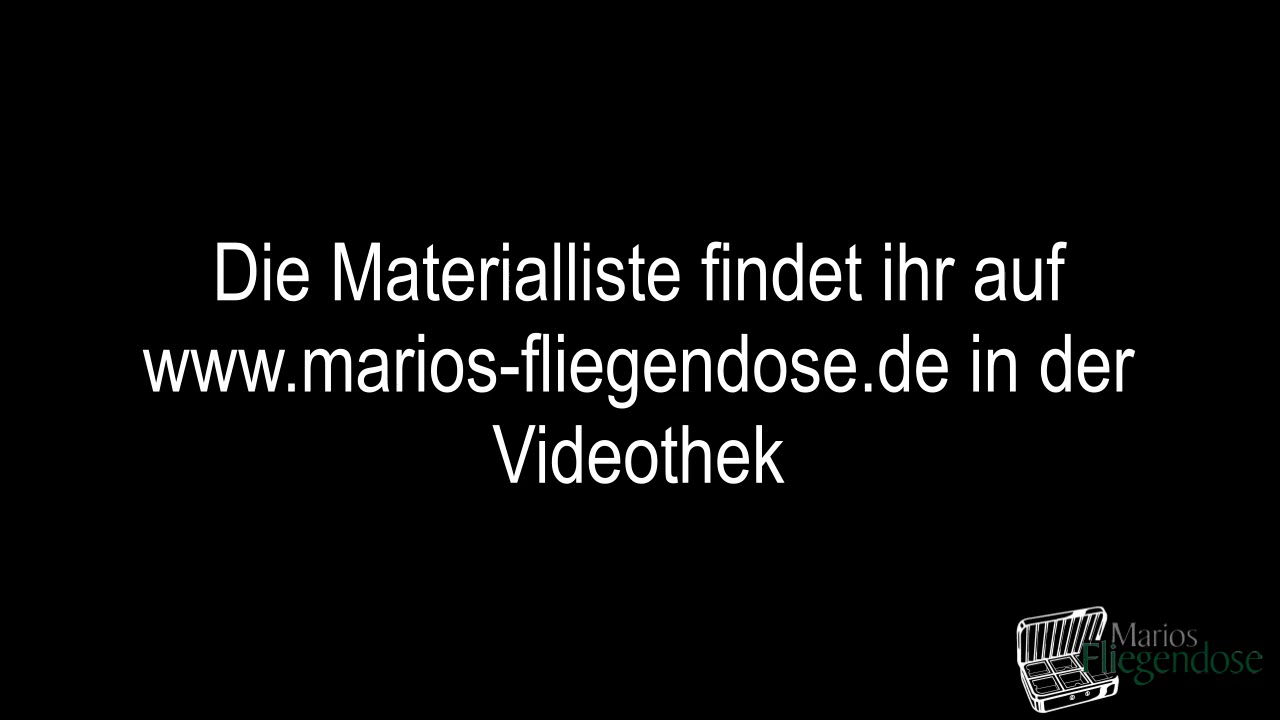 Die Materialliste findet ihr auf
www.marios-fliegendose.de in der
Videothek
Marios
Fliegendose